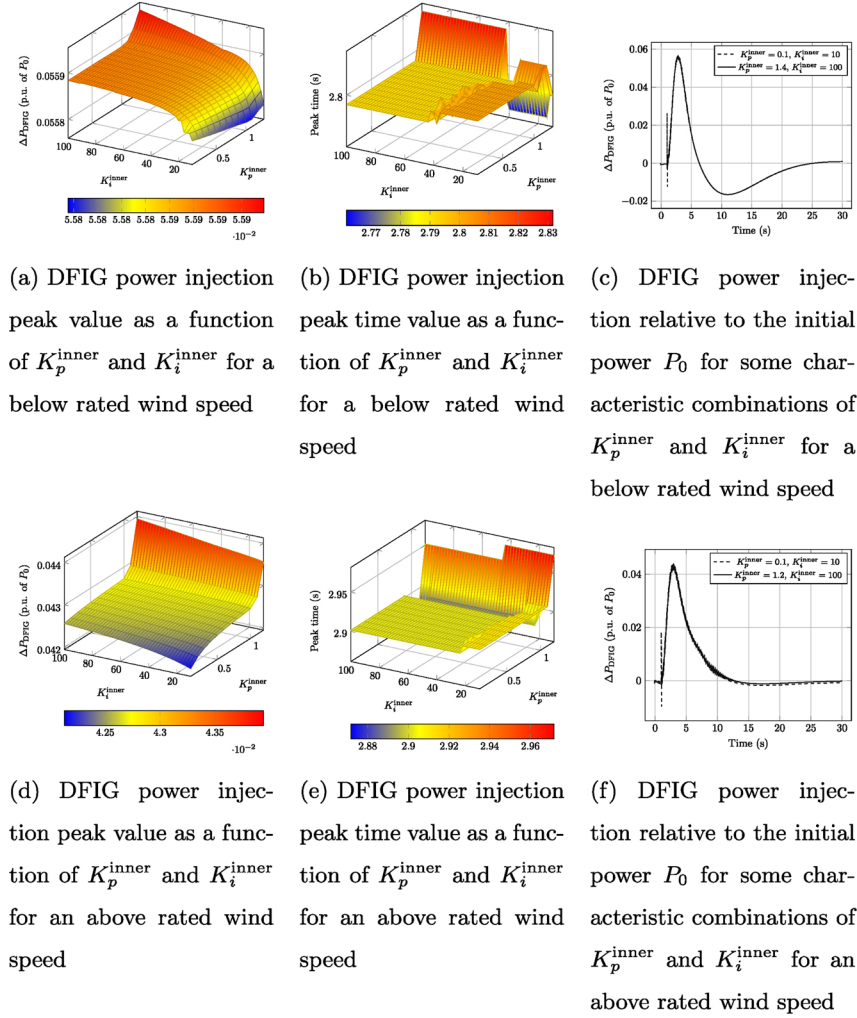 0.0559
0.0558
ΔP_DFIG (p.u. of P_0)
100
80
60
40
20
K_i^inner
0.5
1
K_p^inner
5.58 5.58 5.58 5.58 5.59 5.59 5.59
·10^-2
2.8
Peak time (s)
100
80
60
40
20
K_i^inner
0.5
1
K_p^inner
2.77 2.78 2.79 2.8 2.81 2.82 2.83
K_p^inner = 0.1, K_i^inner = 10
K_p^inner = 1.4, K_i^inner = 100
0.06
0.04
0.02
0
−0.02
ΔP_DFIG (p.u. of P_0)
0 5 10 15 20 25 30
Time (s)
(a) DFIG power injection
peak value as a function
of K_p^inner and K_i^inner for a
below rated wind speed
(b) DFIG power injection
peak time value as a func-
tion of K_p^inner and K_i^inner
for a below rated wind
speed
(c) DFIG power injec-
tion relative to the initial
power P_0 for some char-
acteristic combinations of
K_p^inner and K_i^inner for a
below rated wind speed
0.044
0.043
0.042
ΔP_DFIG (p.u. of P_0)
100
80
60
40
20
K_i^inner
0.5
1
K_p^inner
4.25 4.3 4.35
·10^-2
2.95
2.9
Peak time (s)
100
80
60
40
20
K_i^inner
0.5
1
K_p^inner
2.88 2.9 2.92 2.94 2.96
K_p^inner = 0.1, K_i^inner = 10
K_p^inner = 1.2, K_i^inner = 100
0.04
0.02
0
ΔP_DFIG (p.u. of P_0)
0 5 10 15 20 25 30
Time (s)
(d) DFIG power injec-
tion peak value as a func-
tion of K_p^inner and K_i^inner
for an above rated wind
speed
(e) DFIG power injection
peak time value as a func-
tion of K_p^inner and K_i^inner
for an above rated wind
speed
(f) DFIG power injec-
tion relative to the initial
power P_0 for some char-
acteristic combinations of
K_p^inner and K_i^inner for an
above rated wind speed